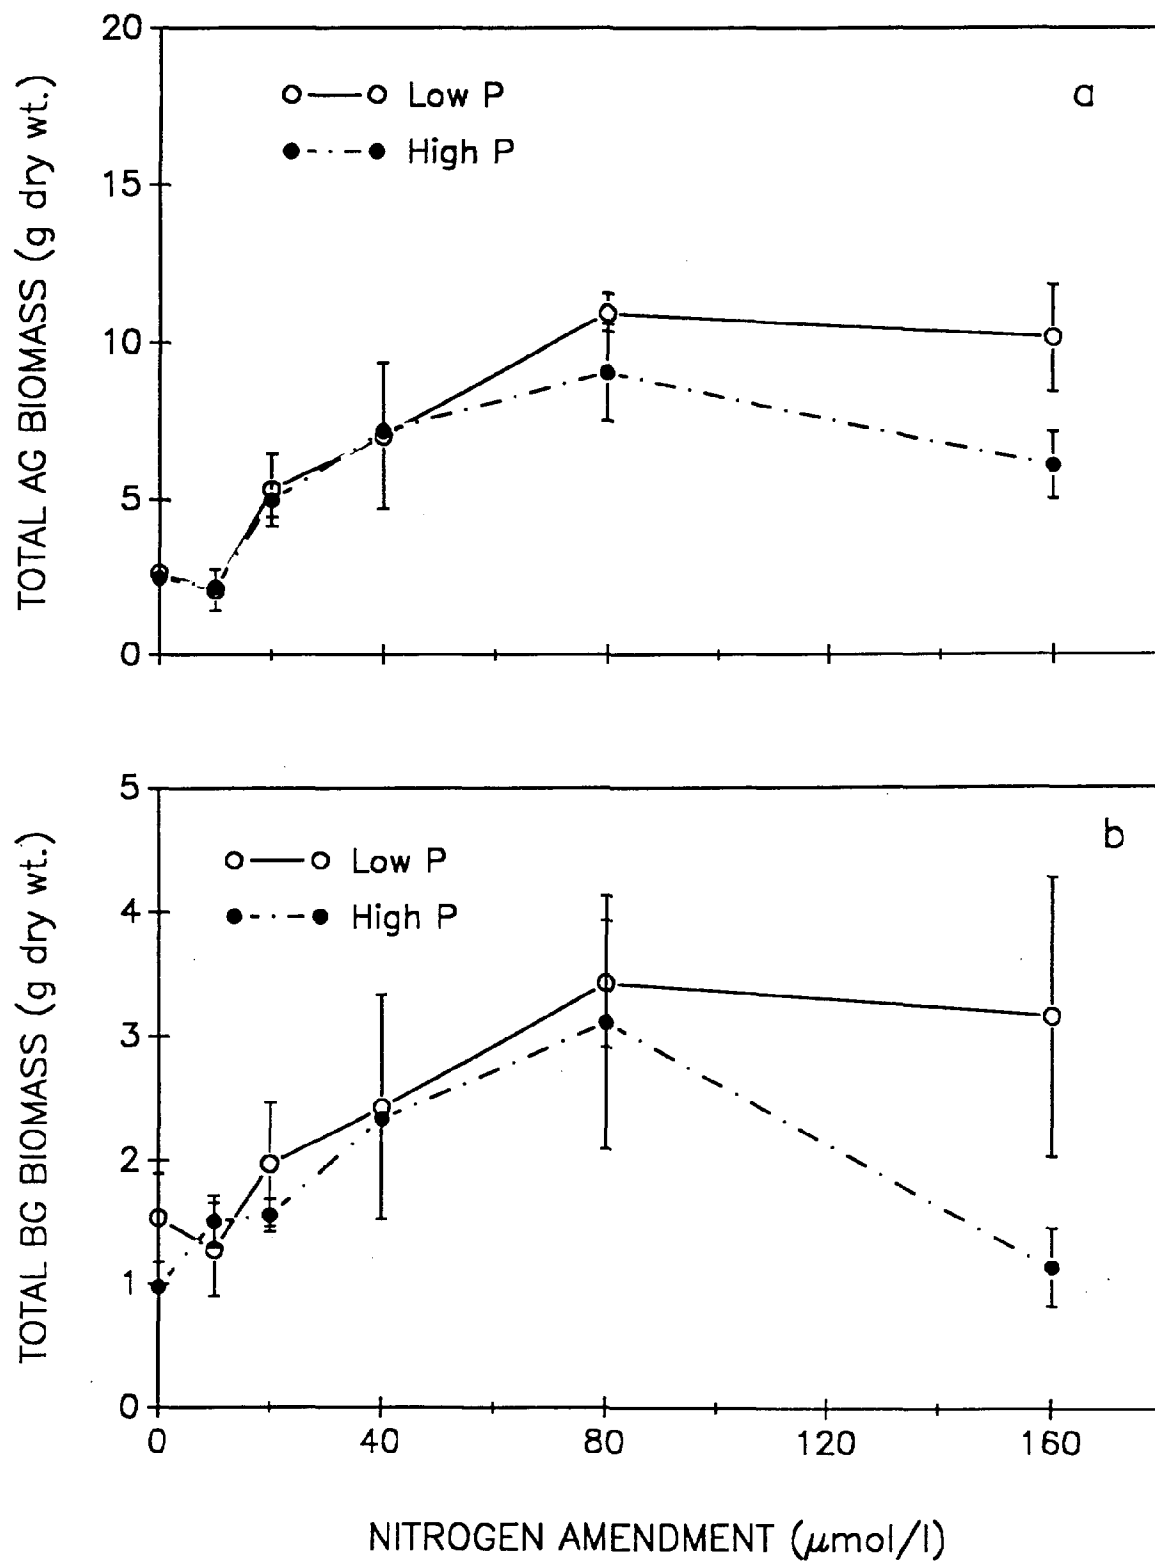 TOTAL AG BIOMASS (g dry wt.)
20
15
10
5
0
Low P
High P
a
TOTAL BG BIOMASS (g dry wt.)
5
4
3
2
1
0
Low P
High P
b
0 40 80 120 160
NITROGEN AMENDMENT (μmol/l)